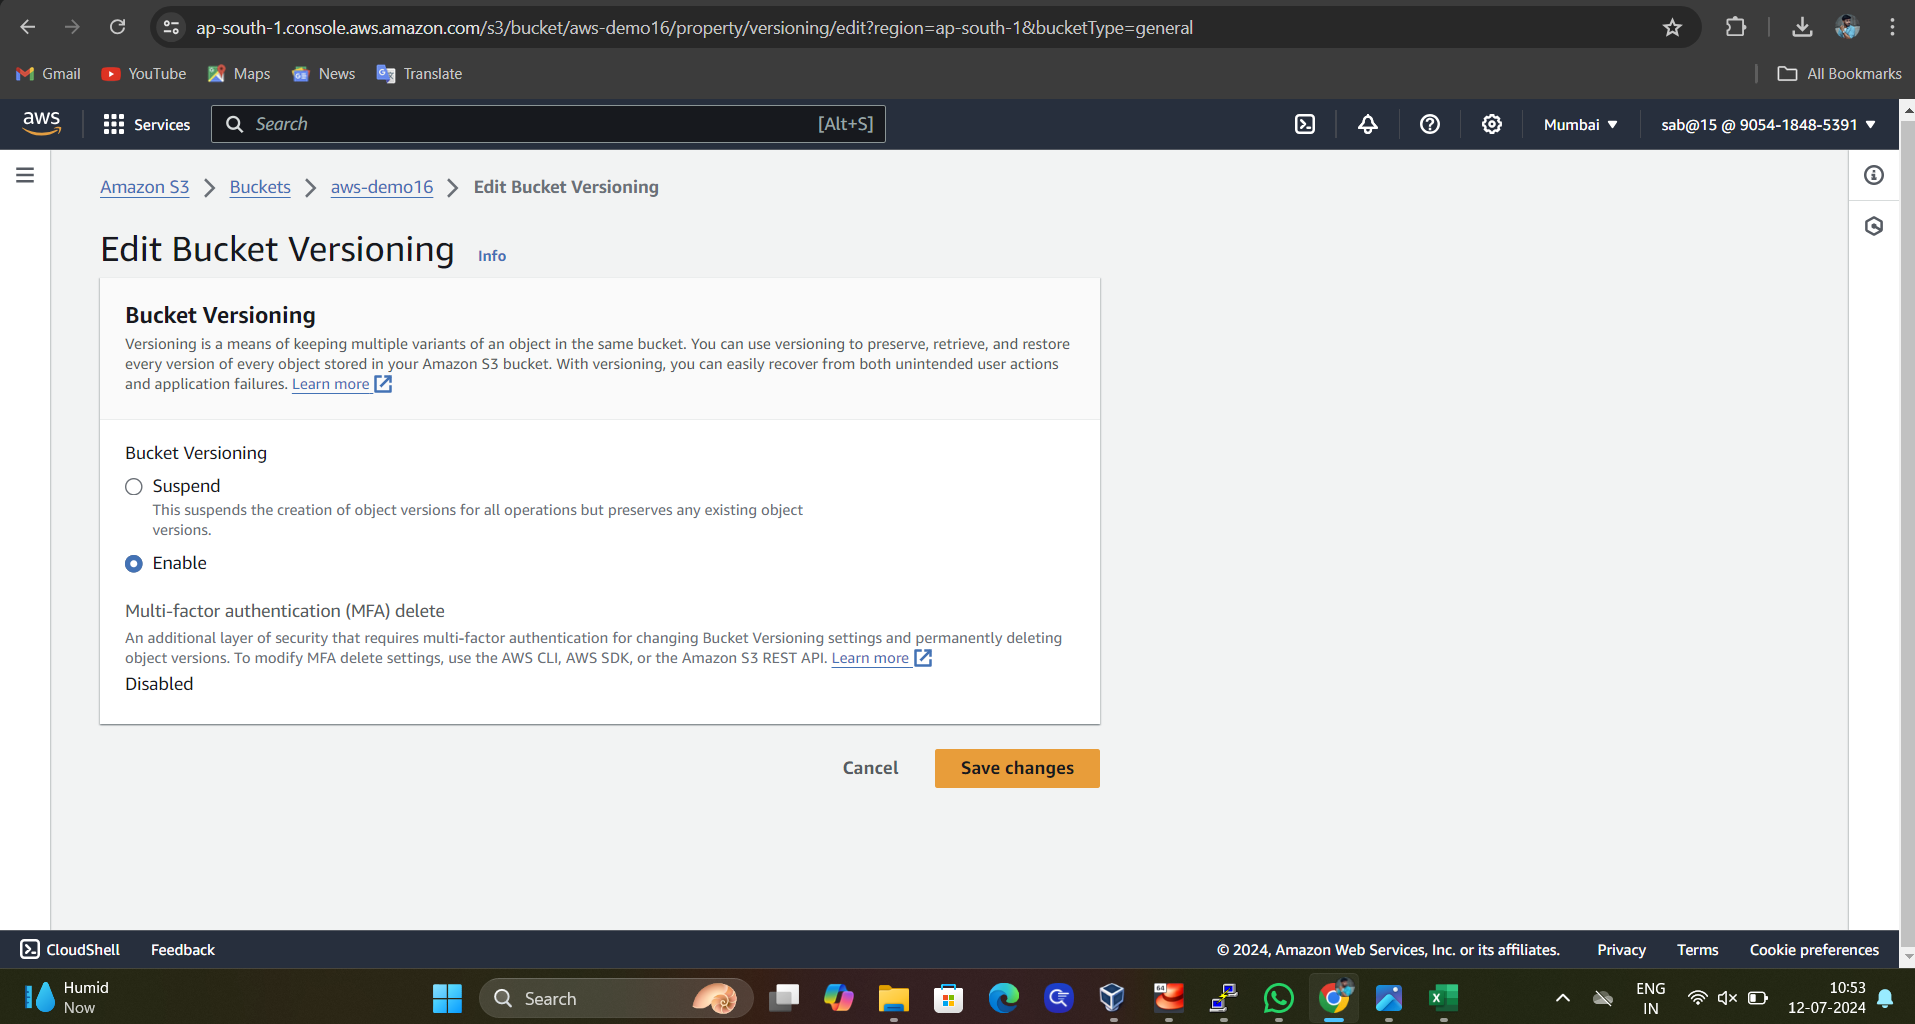 ap-south-1.console.aws.amazon.com/s3/bucket/aws-demo16/property/versioning/edit?region=ap-south-1&bucketType=general
Gmail YouTube Maps News Translate All Bookmarks
aws Services Search [Alt+S] Mumbai sab@15 @ 9054-1848-5391
Amazon S3 Buckets aws-demo16 Edit Bucket Versioning
Edit Bucket Versioning Info
Bucket Versioning
Versioning is a means of keeping multiple variants of an object in the same bucket. You can use versioning to preserve, retrieve, and restore
every version of every object stored in your Amazon S3 bucket. With versioning, you can easily recover from both unintended user actions
and application failures. Learn more
Bucket Versioning
Suspend
This suspends the creation of object versions for all operations but preserves any existing object
versions.
Enable
Multi-factor authentication (MFA) delete
An additional layer of security that requires multi-factor authentication for changing Bucket Versioning settings and permanently deleting
object versions. To modify MFA delete settings, use the AWS CLI, AWS SDK, or the Amazon S3 REST API. Learn more
Disabled
Cancel Save changes
CloudShell Feedback © 2024, Amazon Web Services, Inc. or its affiliates. Privacy Terms Cookie preferences
Humid
Now
Search
64
ENG
IN
10:53
12-07-2024